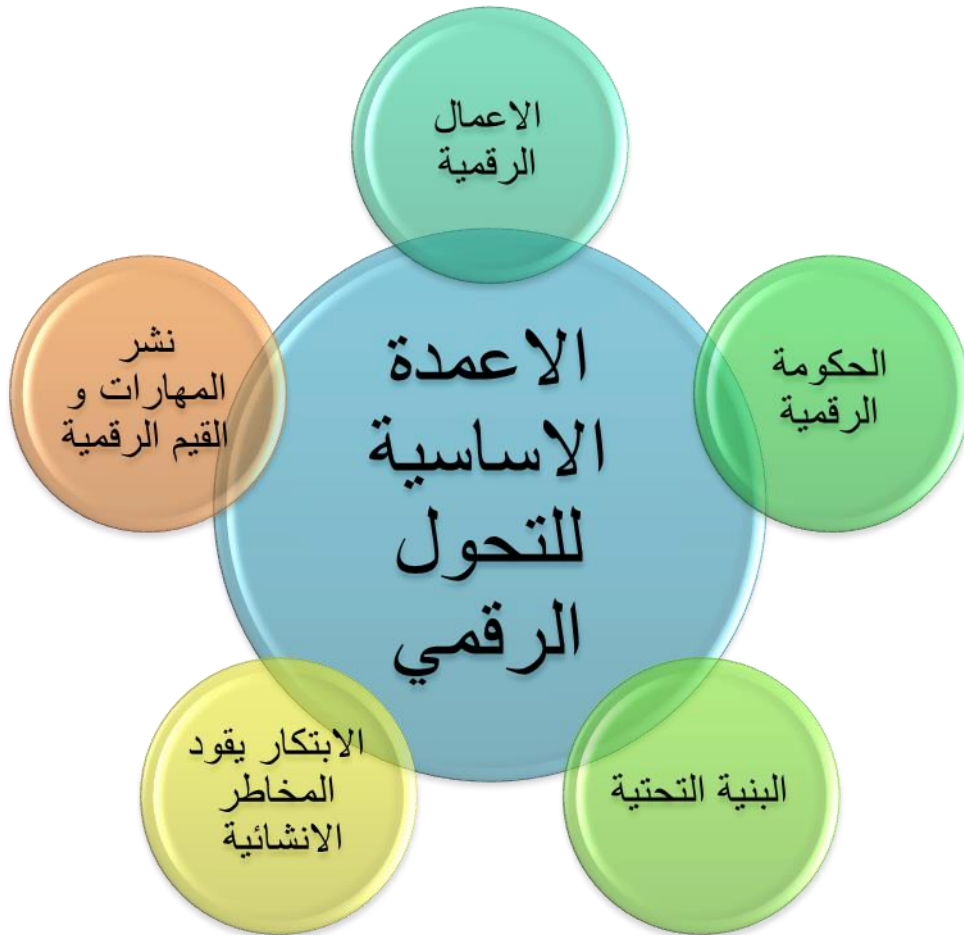 الاعمال
الرقمية
الحكومة
الرقمية
البنية التحتية
الابتكار يقود
المخاطر
الانشائية
نشر
المهارات و
القيم الرقمية
الاعمدة
الاساسية
للتحول
الرقمي